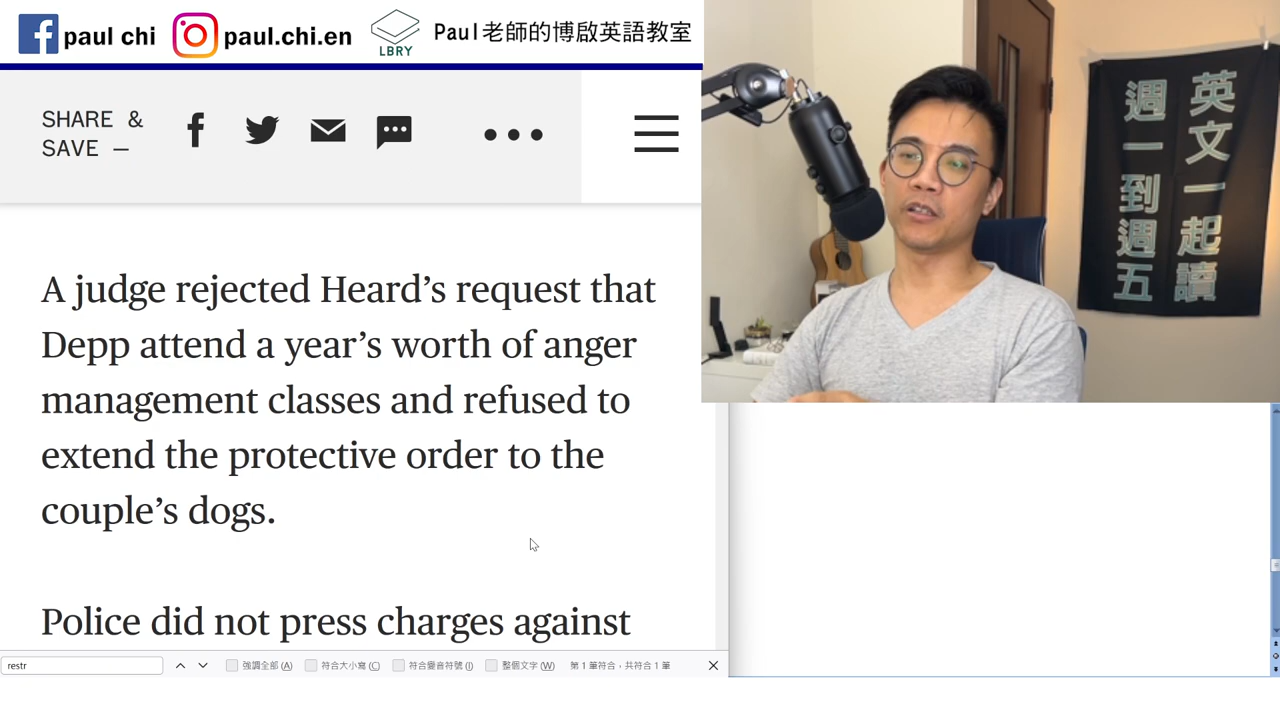 paul chi
paul.chi.en
LBRY
Paul老師的博啟英語教室
SHARE &
SAVE —
A judge rejected Heard’s request that
Depp attend a year’s worth of anger
management classes and refused to
extend the protective order to the
couple’s dogs.
Police did not press charges against
restr
強調全部 (A)
符合大小寫 (C)
符合變音符號 (I)
整個文字 (W)
第 1 筆符合，共符合 1 筆
英文一起讀
週一到週五